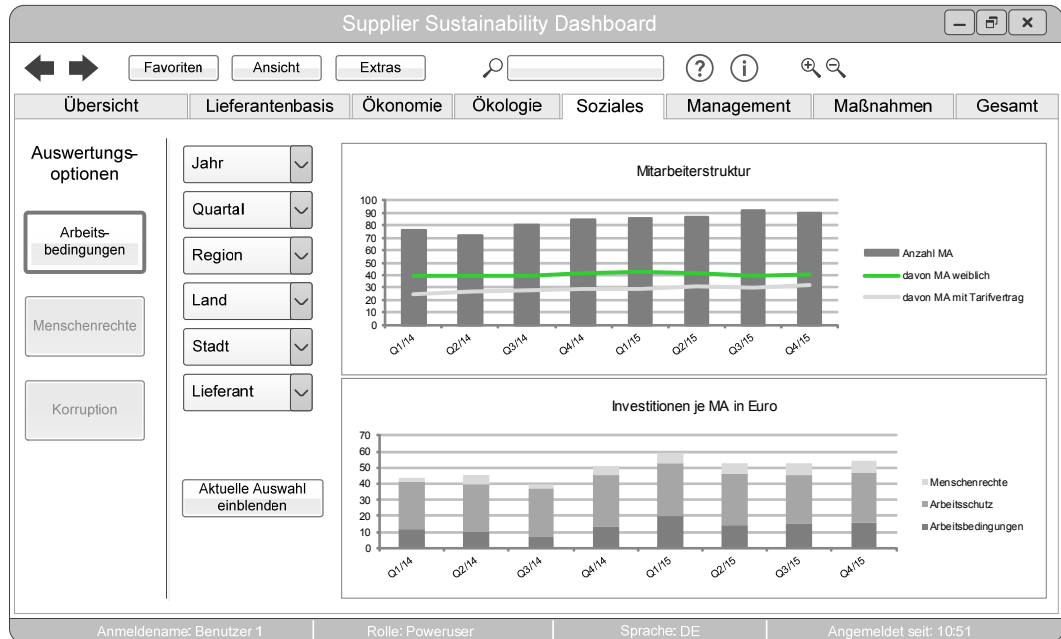 Supplier Sustainability Dashboard
Favoriten Ansicht Extras
Übersicht Lieferantenbasis Ökonomie Ökologie Soziales Management Maßnahmen Gesamt
Auswertungs-
optionen
Arbeits-
bedingungen
Menschenrechte
Korruption
Jahr
Quartal
Region
Land
Stadt
Lieferant
Aktuelle Auswahl
einblenden
Mitarbeiterstruktur
100
90
80
70
60
50
40
30
20
10
0
Q1/14 Q2/14 Q3/14 Q4/14 Q1/15 Q2/15 Q3/15 Q4/15
Anzahl MA
davon MA weiblich
davon MA mit Tarifvertrag
Investitionen je MA in Euro
70
60
50
40
30
20
10
0
Q1/14 Q2/14 Q3/14 Q4/14 Q1/15 Q2/15 Q3/15 Q4/15
Menschenrechte
Arbeitsschutz
Arbeitsbedingungen
Anmeldename: Benutzer 1 Rolle: Poweruser Sprache: DE Angemeldet seit: 10:51